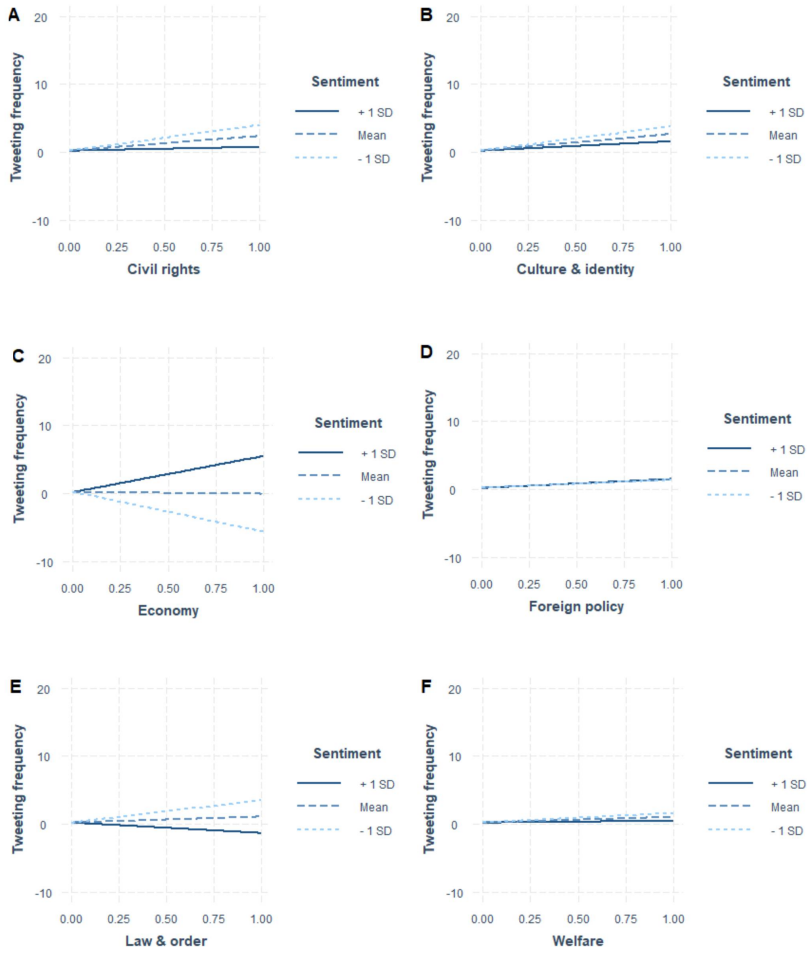 A
Tweeting frequency
20
10
0
-10
0.00 0.25 0.50 0.75 1.00
Civil rights
Sentiment
+ 1 SD
Mean
- 1 SD
B
Tweeting frequency
20
10
0
-10
0.00 0.25 0.50 0.75 1.00
Culture & identity
Sentiment
+ 1 SD
Mean
- 1 SD
C
Tweeting frequency
20
10
0
-10
0.00 0.25 0.50 0.75 1.00
Economy
Sentiment
+ 1 SD
Mean
- 1 SD
D
Tweeting frequency
20
10
0
-10
0.00 0.25 0.50 0.75 1.00
Foreign policy
Sentiment
+ 1 SD
Mean
- 1 SD
E
Tweeting frequency
20
10
0
-10
0.00 0.25 0.50 0.75 1.00
Law & order
Sentiment
+ 1 SD
Mean
- 1 SD
F
Tweeting frequency
20
10
0
-10
0.00 0.25 0.50 0.75 1.00
Welfare
Sentiment
+ 1 SD
Mean
- 1 SD